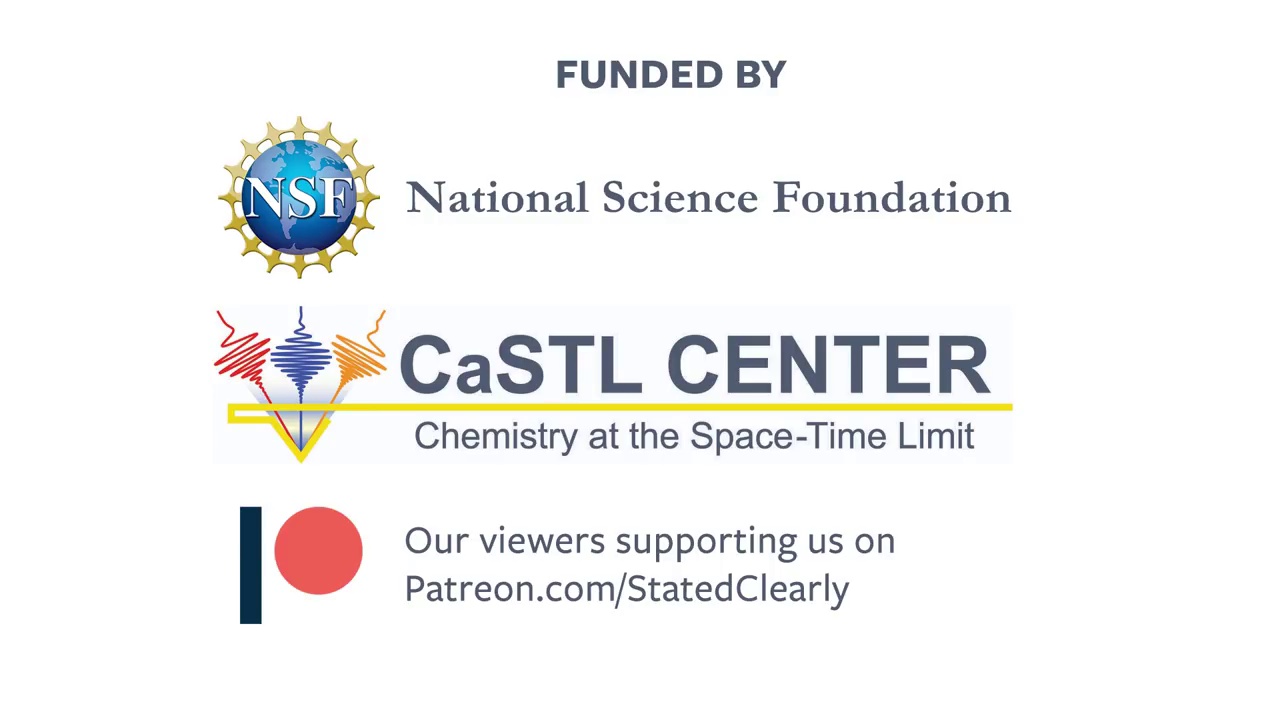 FUNDED BY
NSF
National Science Foundation
CaSTL CENTER
Chemistry at the Space-Time Limit
Our viewers supporting us on
Patreon.com/StatedClearly